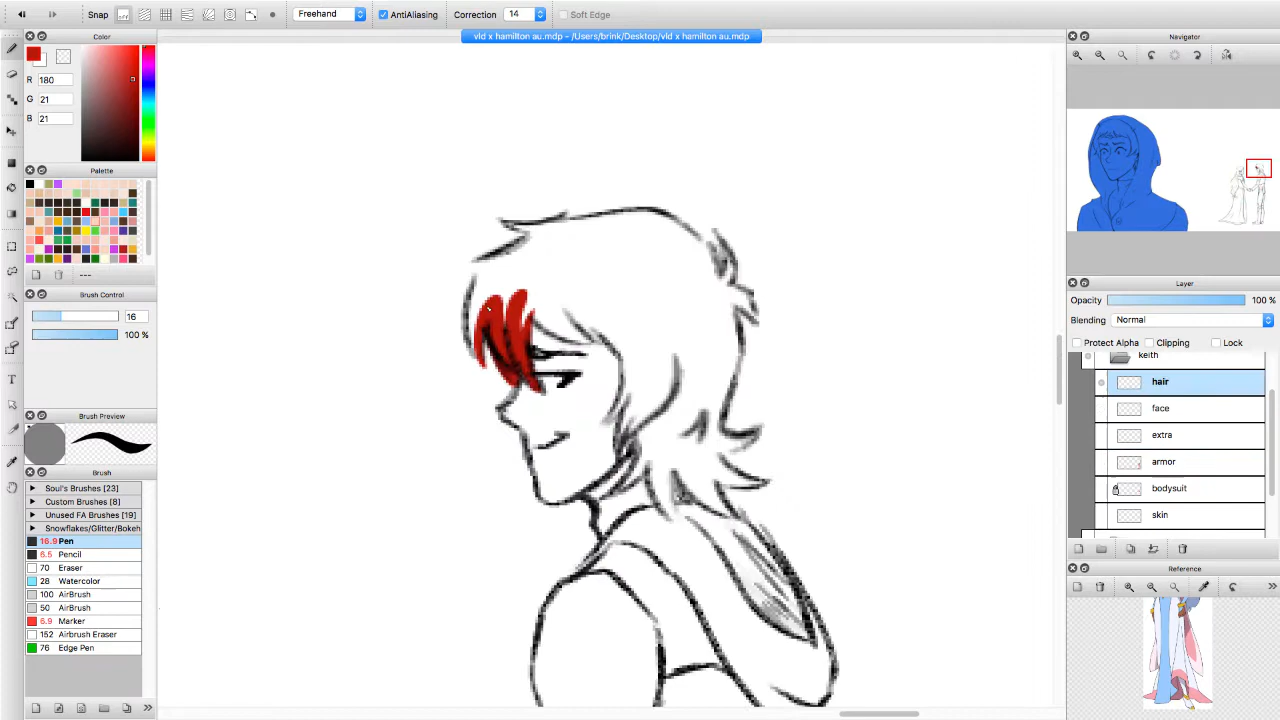 Snap
OFF
Freehand
AntiAliasing
Correction 14
Soft Edge
vld x hamilton au.mdp - /Users/brink/Desktop/vld x hamilton au.mdp
Color
R 180
G 21
B 21
Palette
---
Brush Control
16
100 %
Brush Preview
Brush
Soul's Brushes [23]
Custom Brushes [8]
Unused FA Brushes [19]
Snowflakes/Glitter/Bokeh
16.9 Pen
6.5 Pencil
70 Eraser
28 Watercolor
100 AirBrush
50 AirBrush
6.9 Marker
152 Airbrush Eraser
76 Edge Pen
Navigator
Layer
Opacity 100 %
Blending Normal
Protect Alpha Clipping Lock
keith
hair
face
extra
armor
bodysuit
skin
Reference